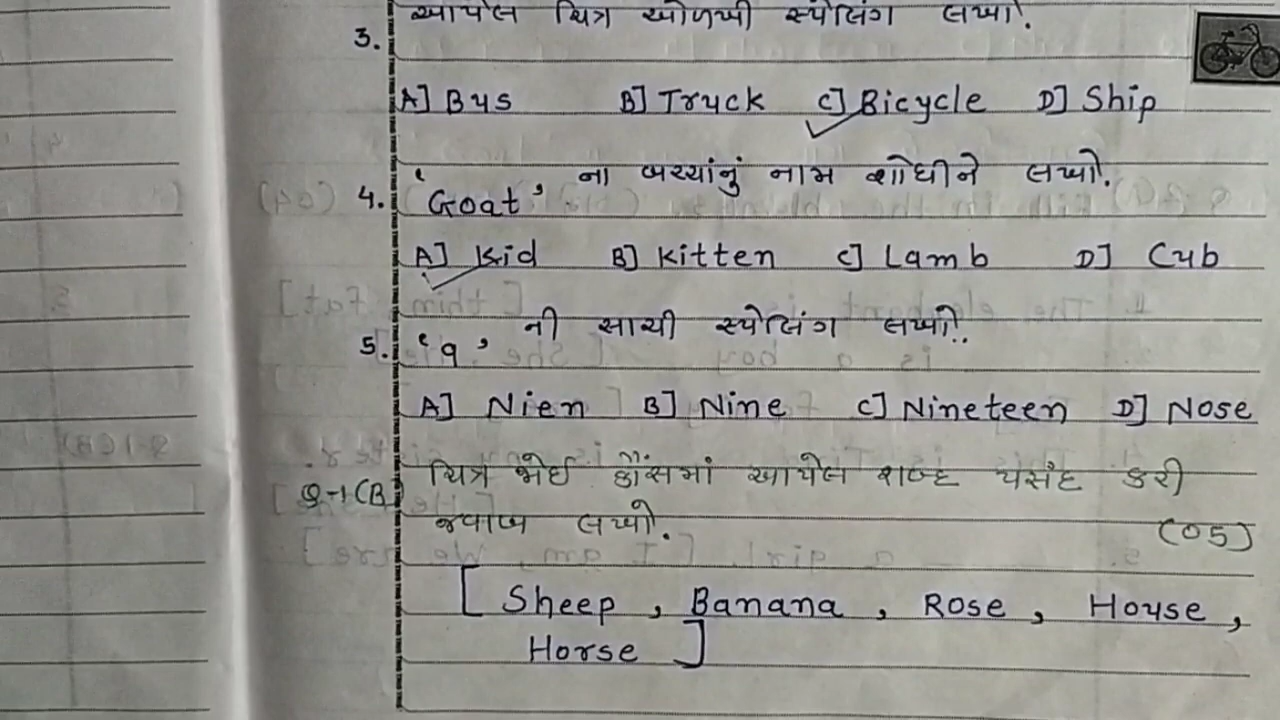 3. આપેલ ચિત્ર ઓળખી સ્પેલિંગ લખો.
A] Bus B] Truck C] Bicycle D] Ship
4. 'Goat' ના બચ્ચાંનું નામ શોધીને લખો.
A] Kid B] Kitten C] Lamb D] Cub
5. '9' ની સાચી સ્પેલિંગ લખો.
A] Nien B] Nine C] Nineteen D] Nose
Q-1(B) ચિત્ર જોઈ કૌંસમાં આપેલ શબ્દ પસંદ કરી
જવાબ લખો. (05)
[ Sheep , Banana , Rose , House ,
Horse ]